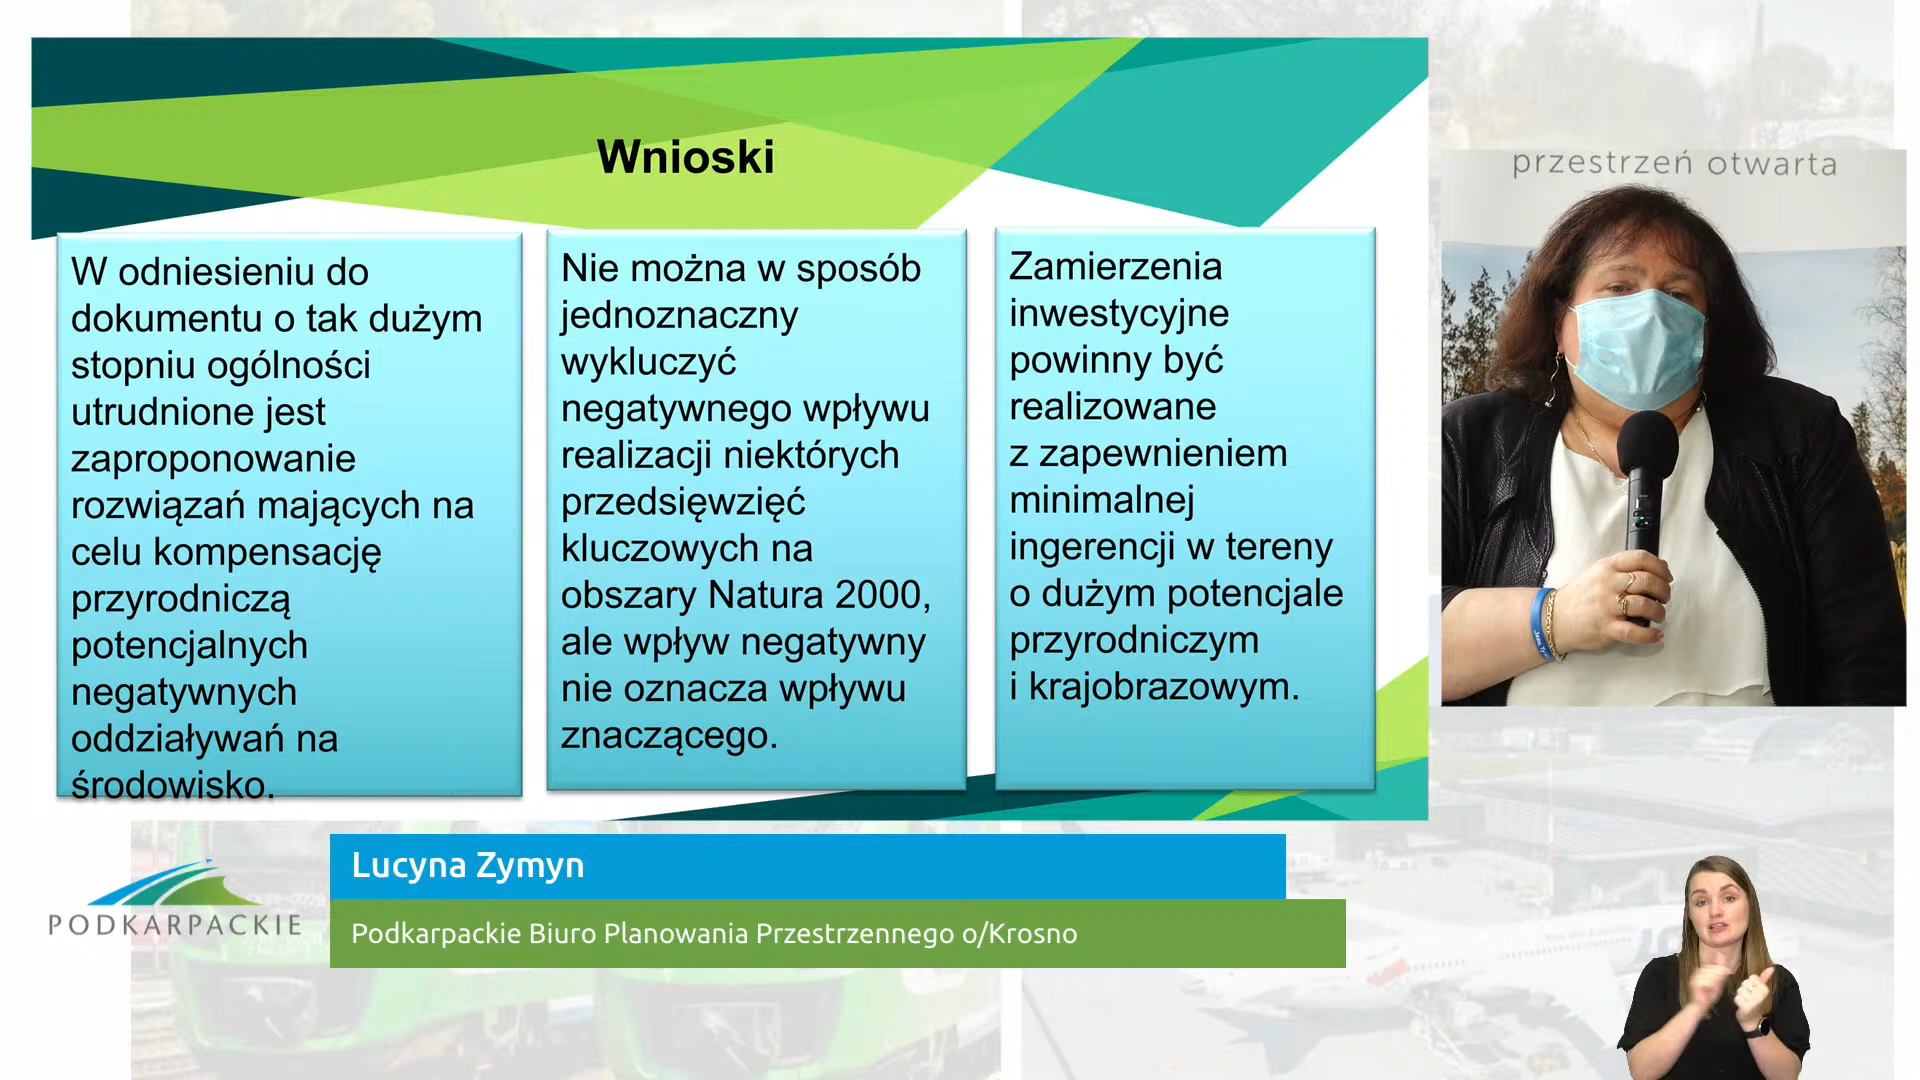 Wnioski
W odniesieniu do
dokumentu o tak dużym
stopniu ogólności
utrudnione jest
zaproponowanie
rozwiązań mających na
celu kompensację
przyrodniczą
potencjalnych
negatywnych
oddziaływań na
środowisko.
Nie można w sposób
jednoznaczny
wykluczyć
negatywnego wpływu
realizacji niektórych
przedsięwzięć
kluczowych na
obszary Natura 2000,
ale wpływ negatywny
nie oznacza wpływu
znaczącego.
Zamierzenia
inwestycyjne
powinny być
realizowane
z zapewnieniem
minimalnej
ingerencji w tereny
o dużym potencjale
przyrodniczym
i krajobrazowym.
przestrzeń otwarta
PODKARPACKIE
Lucyna Zymyn
Podkarpackie Biuro Planowania Przestrzennego o/Krosno